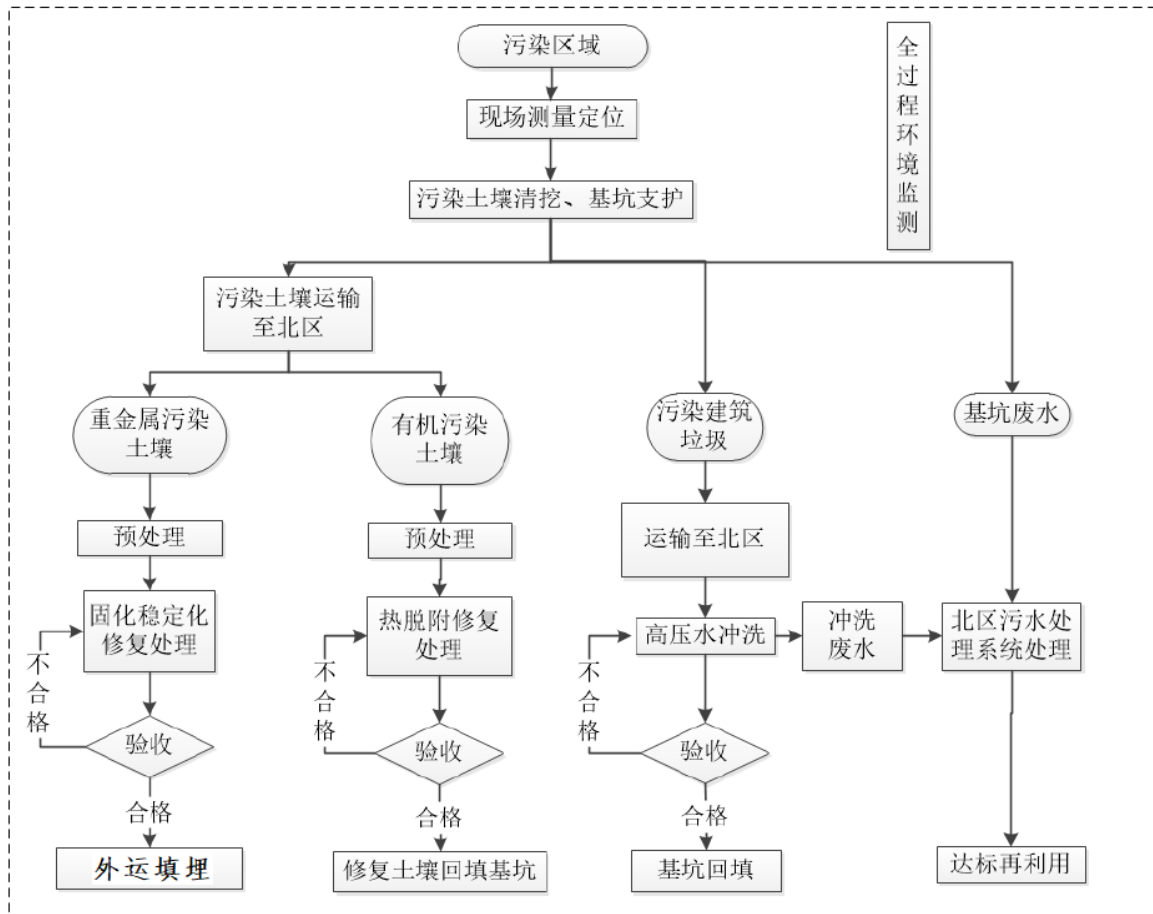 污染区域
全过程环境监测
现场测量定位
污染土壤清挖、基坑支护
污染土壤运输
至北区
重金属污染
土壤
有机污染
土壤
污染建筑
垃圾
基坑废水
预处理
预处理
运输至北区
固化稳定化
修复处理
热脱附修复
处理
高压水冲洗
冲洗
废水
北区污水处
理系统处理
不合格
不合格
不合格
验收
验收
验收
合格
合格
合格
外运填埋
修复土壤回填基坑
基坑回填
达标再利用